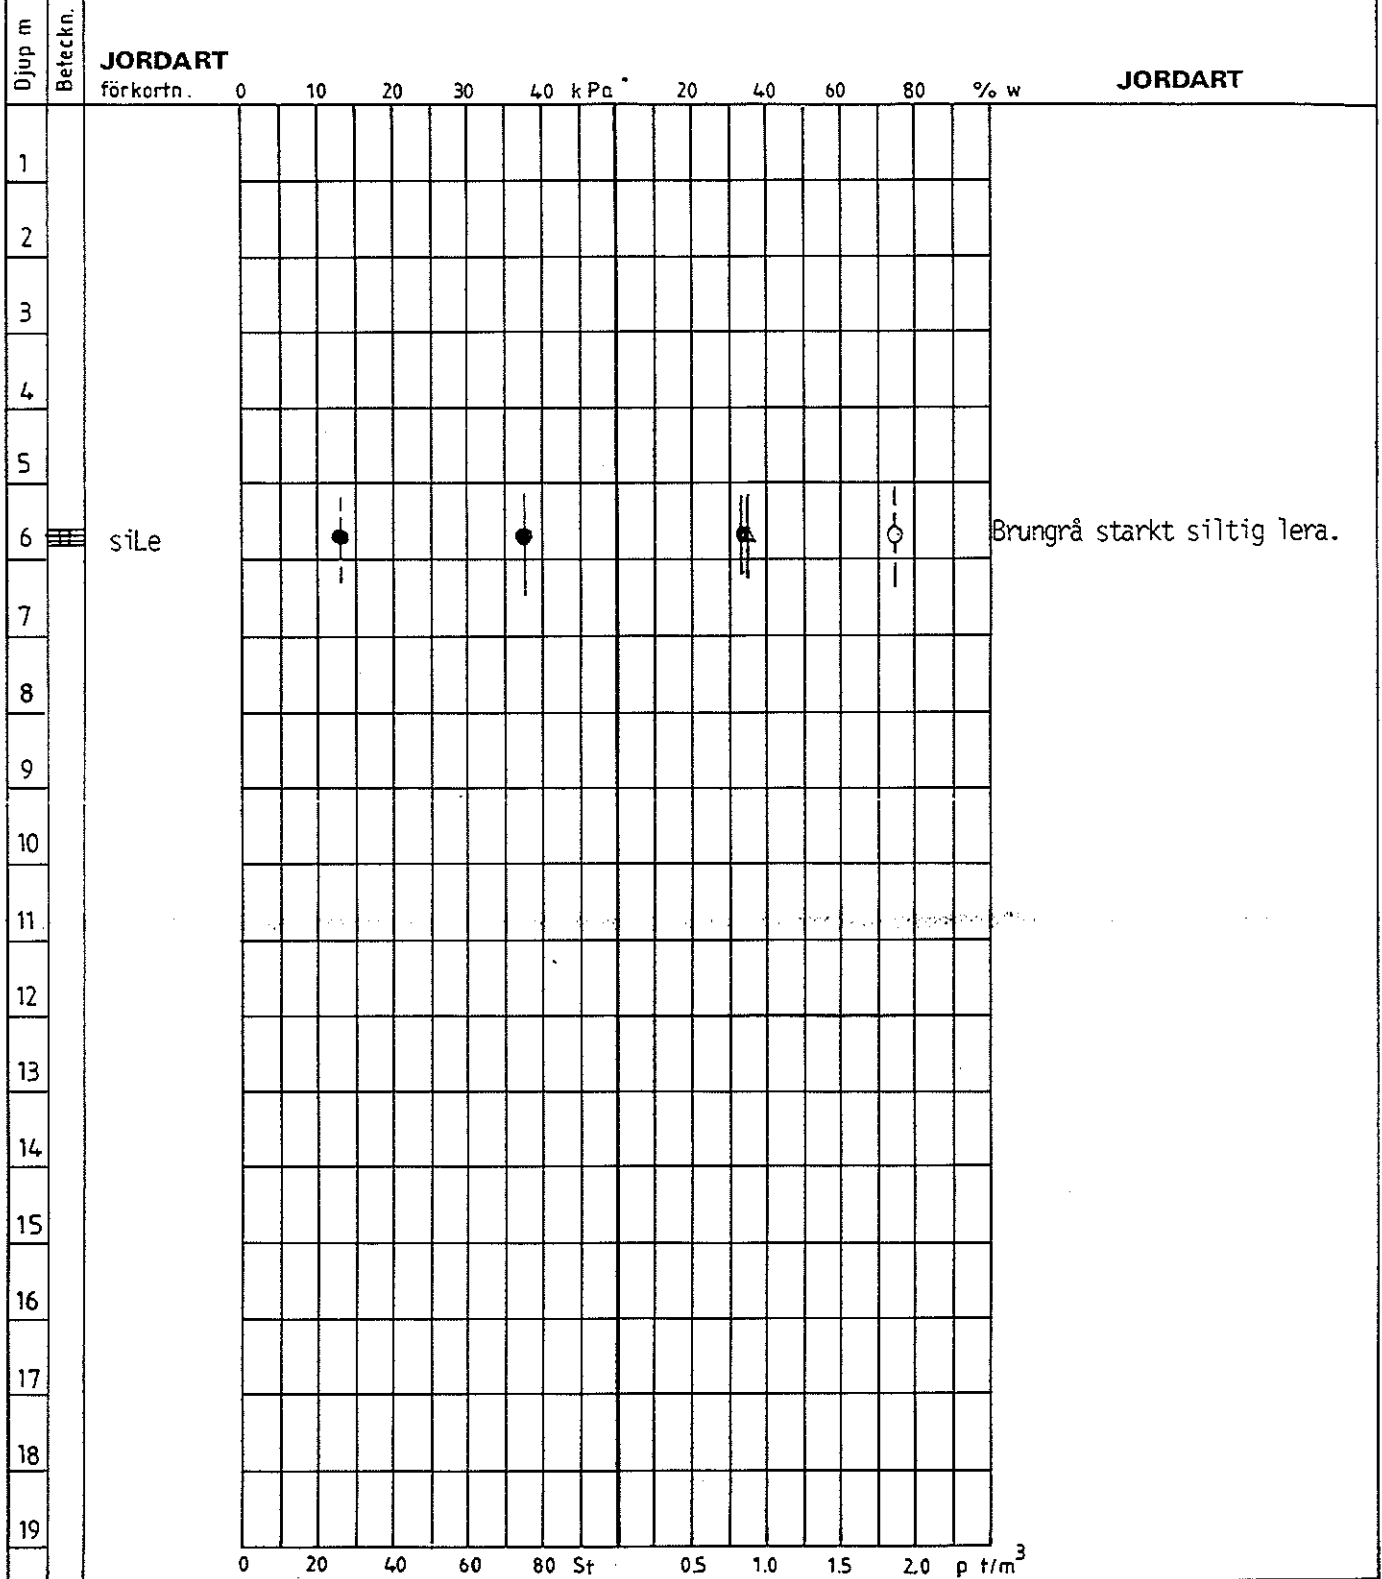 Djup m
Beteckn.
JORDART
förkortn.
0 10 20 30 40 kPa 20 40 60 80 % w
JORDART
1
2
3
4
5
6 siLe Brungrå starkt siltig lera.
7
8
9
10
11
12
13
14
15
16
17
18
19
0 20 40 60 80 St 0.5 1.0 1.5 2.0 p t/m³